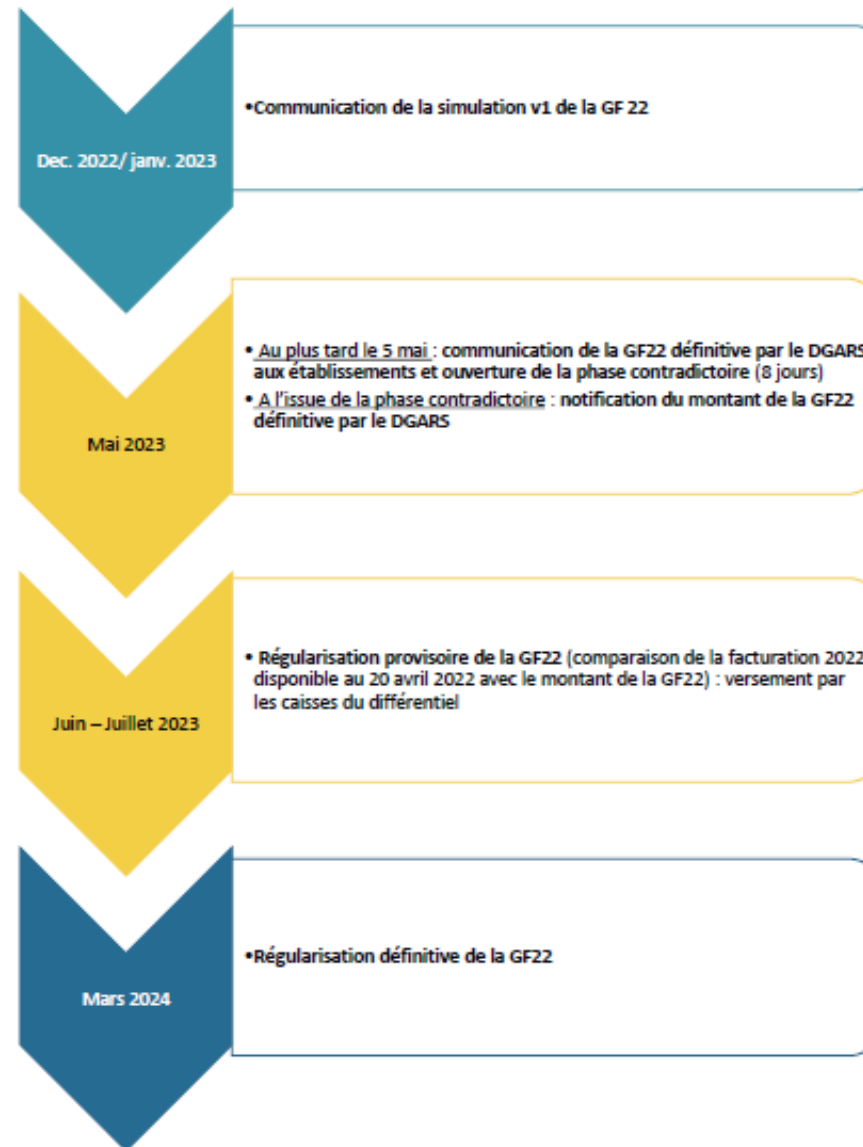 Dec. 2022/ janv. 2023
•Communication de la simulation v1 de la GF 22
Mai 2023
• Au plus tard le 5 mai : communication de la GF22 définitive par le DGARS
aux établissements et ouverture de la phase contradictoire (8 jours)
• A l'issue de la phase contradictoire : notification du montant de la GF22
définitive par le DGARS
Juin – Juillet 2023
• Régularisation provisoire de la GF22 (comparaison de la facturation 2022
disponible au 20 avril 2022 avec le montant de la GF22) : versement par
les caisses du différentiel
Mars 2024
•Régularisation définitive de la GF22